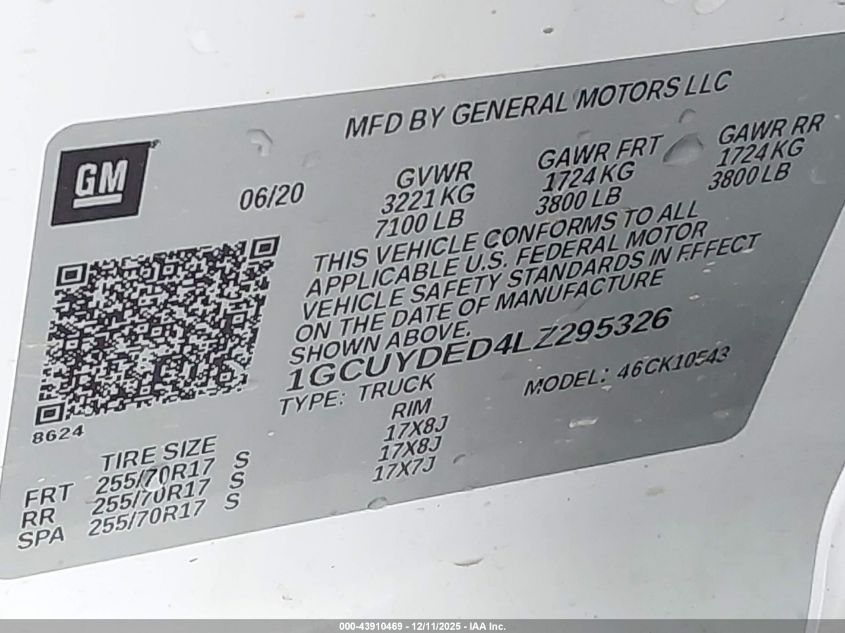 MFD BY GENERAL MOTORS LLC
GM
06/20
GVWR
3221 KG
7100 LB
GAWR FRT
1724 KG
3800 LB
GAWR RR
1724 KG
3800 LB
THIS VEHICLE CONFORMS TO ALL
APPLICABLE U.S. FEDERAL MOTOR
VEHICLE SAFETY STANDARDS IN EFFECT
ON THE DATE OF MANUFACTURE
SHOWN ABOVE.
1GCUYDED4LZ295326
TYPE: TRUCK
MODEL: 46CK10543
8624
TIRE SIZE
RIM
FRT 255/70R17 S 17X8J
RR 255/70R17 S 17X8J
SPA 255/70R17 S 17X7J
000-43910469 - 12/11/2025 - IAA Inc.